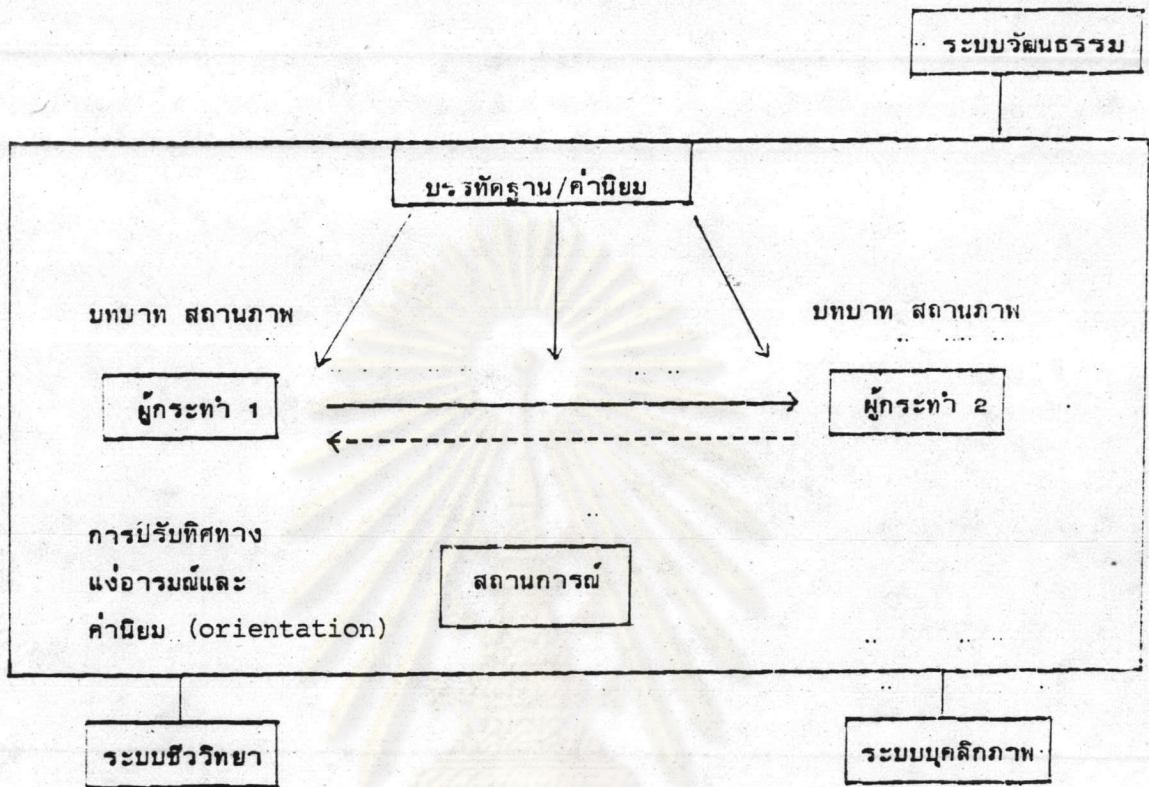 ระบบวัฒนธรรม
บรรทัดฐาน/ค่านิยม
บทบาท สถานภาพ
บทบาท สถานภาพ
ผู้กระทำ 1
ผู้กระทำ 2
การปรับทิศทาง
แง่อารมณ์และ
ค่านิยม (orientation)
สถานการณ์
ระบบชีววิทยา
ระบบบุคลิกภาพ